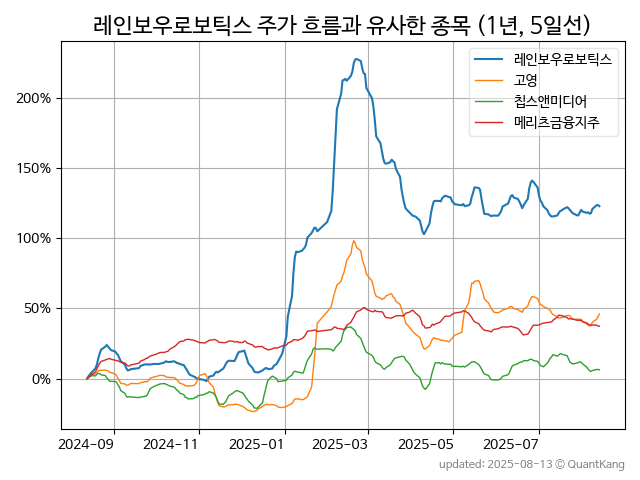 레인보우로보틱스 주가 흐름과 유사한 종목 (1년, 5일선)
레인보우로보틱스
고영
칩스앤미디어
메리츠금융지주
200%
150%
100%
50%
0%
2024-09
2024-11
2025-01
2025-03
2025-05
2025-07
updated: 2025-08-13 © QuantKang